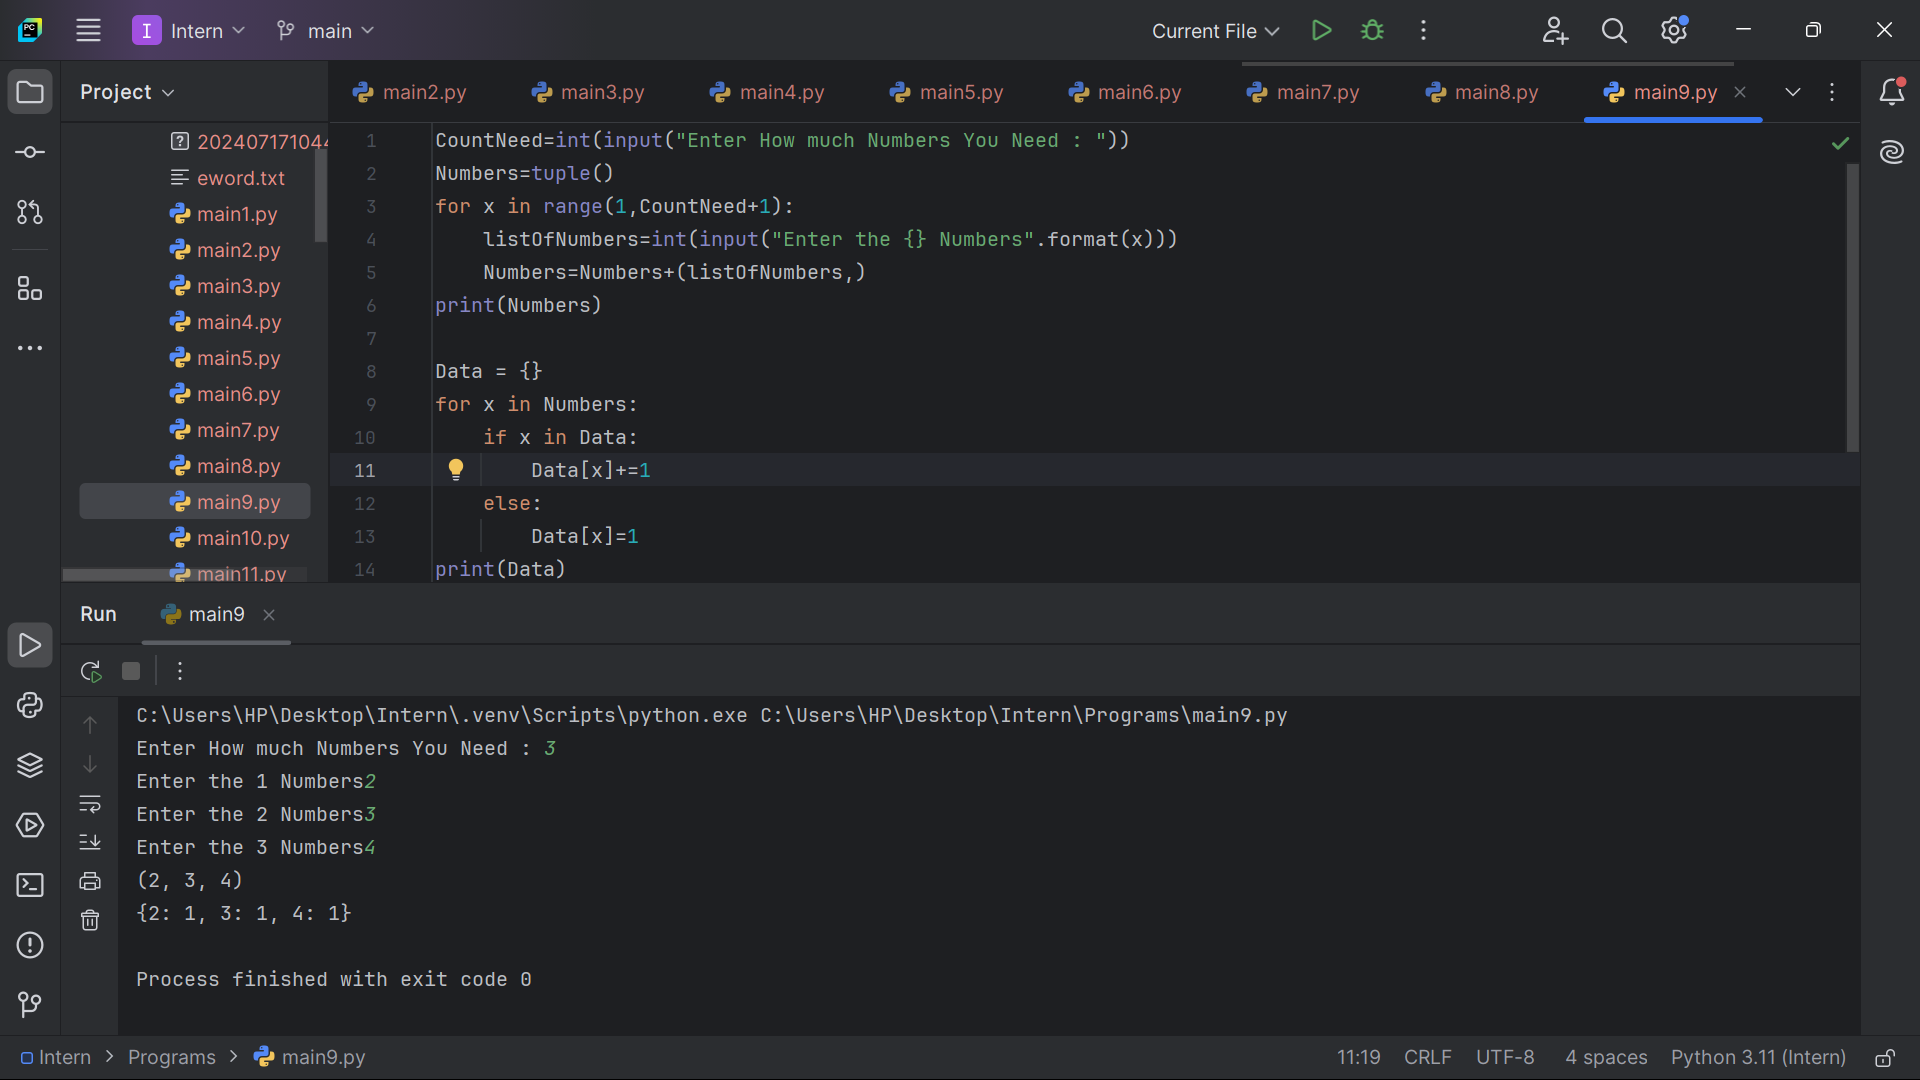 PC
I Intern main
Current File
Project
main2.py main3.py main4.py main5.py main6.py main7.py main8.py main9.py
eword.txt
main1.py
main2.py
main3.py
main4.py
main5.py
main6.py
main7.py
main8.py
main9.py
main10.py
main11.py
1 CountNeed=int(input("Enter How much Numbers You Need : "))
2 Numbers=tuple()
3 for x in range(1,CountNeed+1):
4     listOfNumbers=int(input("Enter the {} Numbers".format(x)))
5     Numbers=Numbers+(listOfNumbers,)
6 print(Numbers)
7
8 Data = {}
9 for x in Numbers:
10     if x in Data:
11         Data[x]+=1
12     else:
13         Data[x]=1
14 print(Data)
Run main9
C:\Users\HP\Desktop\Intern\.venv\Scripts\python.exe C:\Users\HP\Desktop\Intern\Programs\main9.py
Enter How much Numbers You Need : 3
Enter the 1 Numbers2
Enter the 2 Numbers3
Enter the 3 Numbers4
(2, 3, 4)
{2: 1, 3: 1, 4: 1}
Process finished with exit code 0
Intern > Programs > main9.py
11:19 CRLF UTF-8 4 spaces Python 3.11 (Intern)